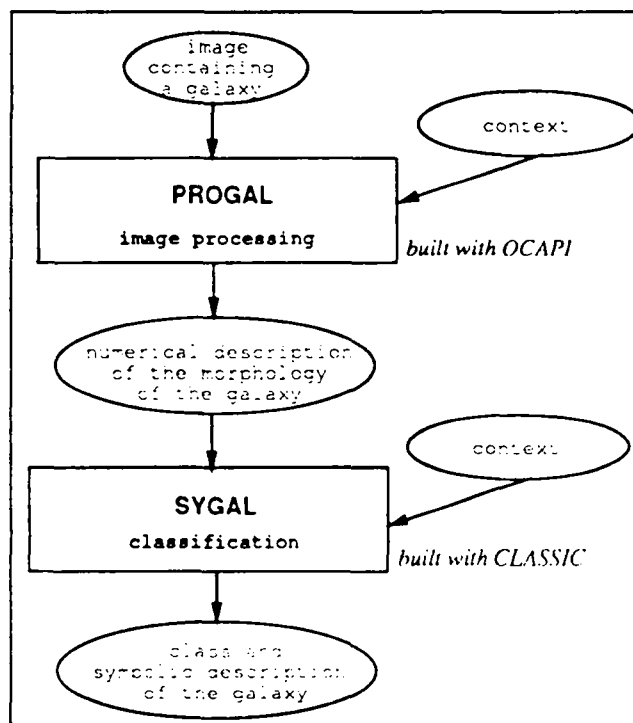 image
containing
a galaxy
context
PROGAL
image processing
built with OCAPI
numerical description
of the morphology
of the galaxy
context
SYGAL
classification
built with CLASSIC
class and
symbolic description
of the galaxy